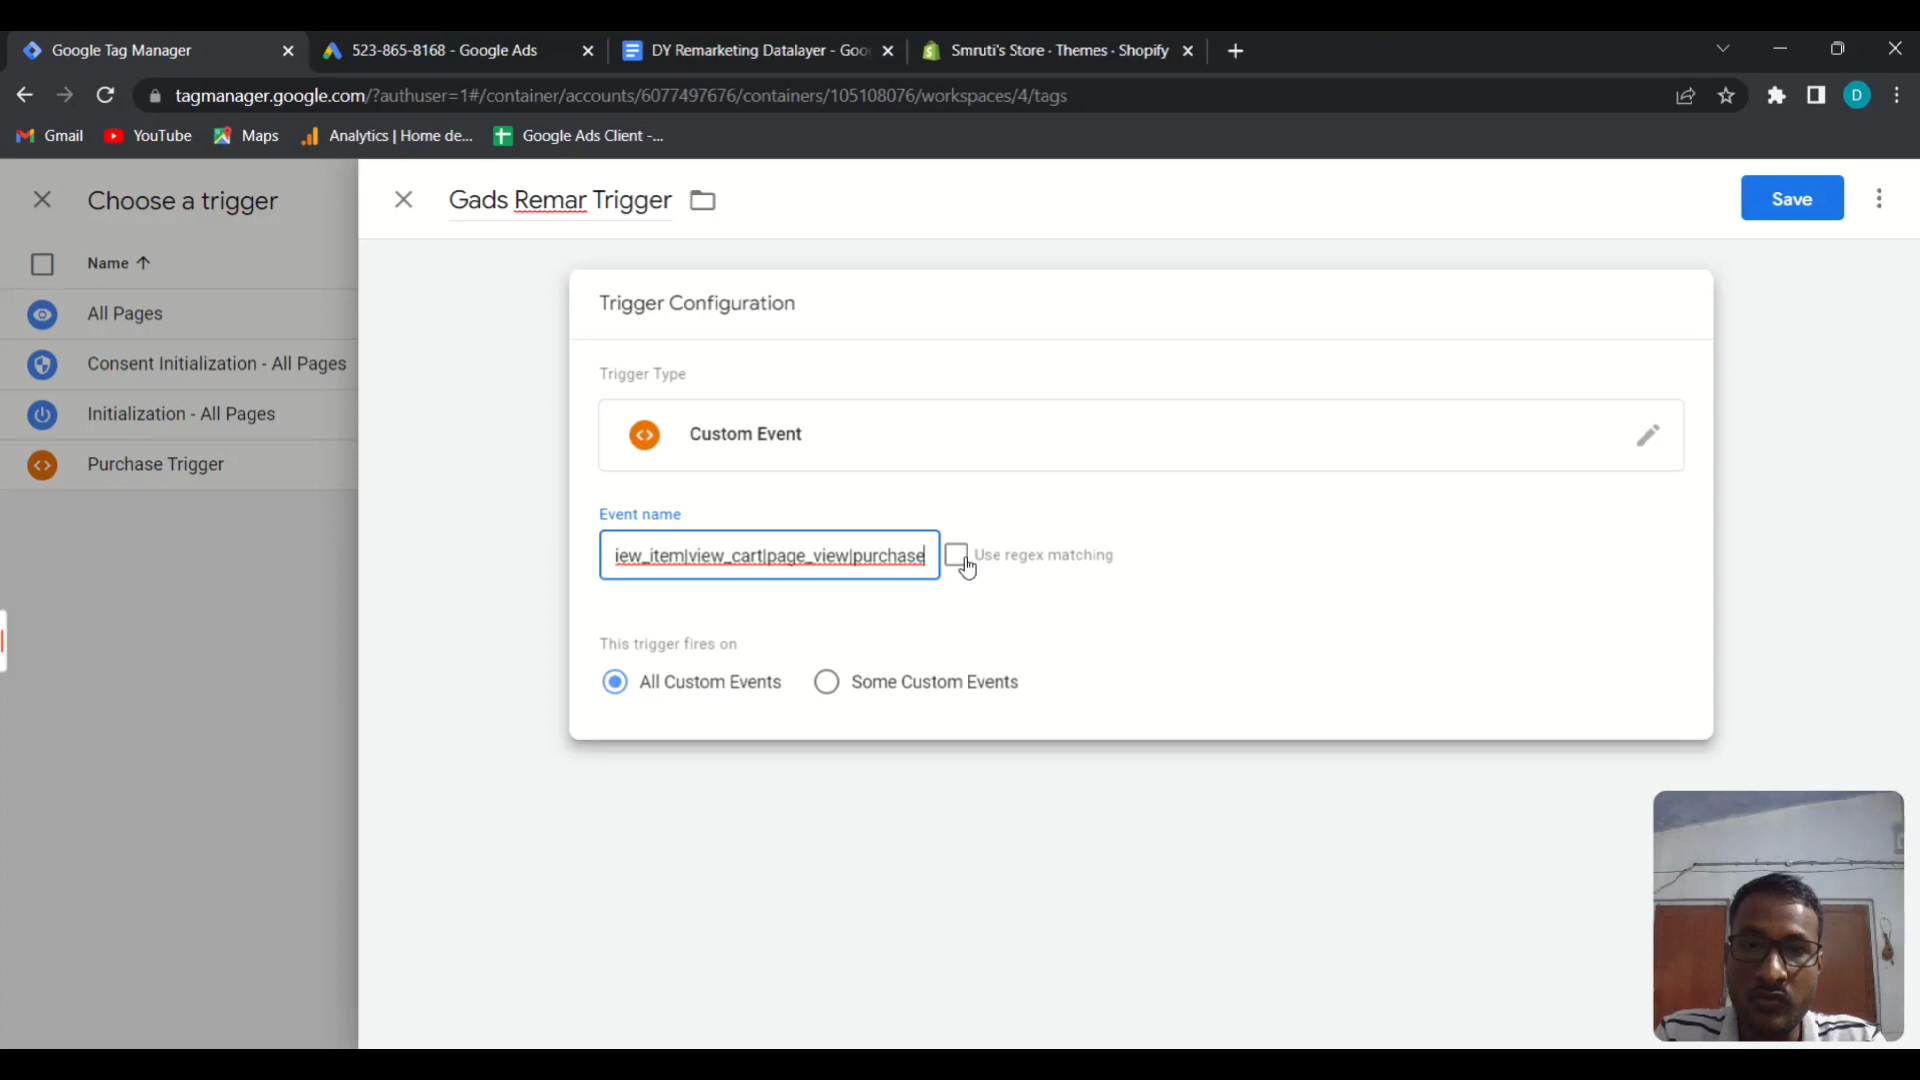 Google Tag Manager
523-865-8168 - Google Ads
DY Remarketing Datalayer - Goo
Smruti's Store · Themes · Shopify
tagmanager.google.com/?authuser=1#/container/accounts/6077497676/containers/105108076/workspaces/4/tags
D
Gmail
YouTube
Maps
Analytics | Home de...
Google Ads Client -...
Choose a trigger
Gads Remar Trigger
Save
Name
All Pages
Consent Initialization - All Pages
Initialization - All Pages
Purchase Trigger
Trigger Configuration
Trigger Type
Custom Event
Event name
iew_item|view_cart|page_view|purchase
Use regex matching
This trigger fires on
All Custom Events
Some Custom Events